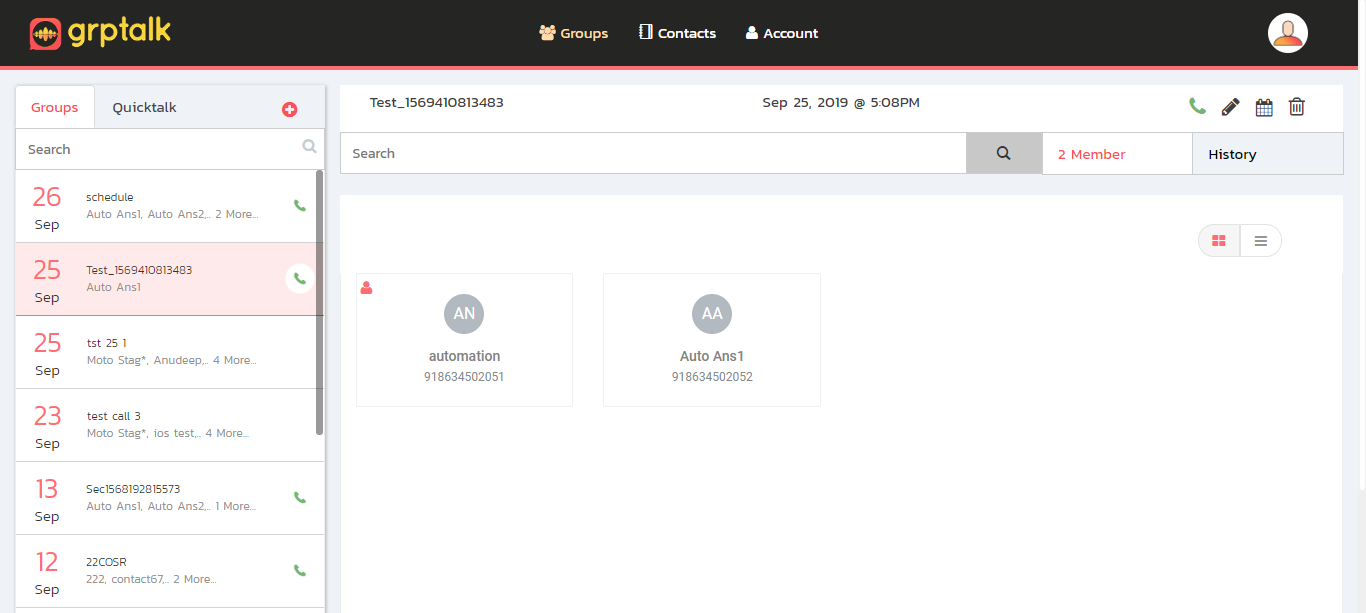 grptalk
Groups
Contacts
Account
Groups
Quicktalk
Search
26
Sep
schedule
Auto Ans1, Auto Ans2,.. 2 More...
25
Sep
Test_1569410813483
Auto Ans1
25
Sep
tst 25 1
Moto Stag*, Anudeep,.. 4 More...
23
Sep
test call 3
Moto Stag*, ios test,.. 4 More...
13
Sep
Sec1568192815573
Auto Ans1, Auto Ans2,.. 1 More...
12
Sep
22COSR
222, contact67,.. 2 More...
Test_1569410813483
Sep 25, 2019 @ 5:08PM
Search
2 Member
History
AN
automation
918634502051
AA
Auto Ans1
918634502052